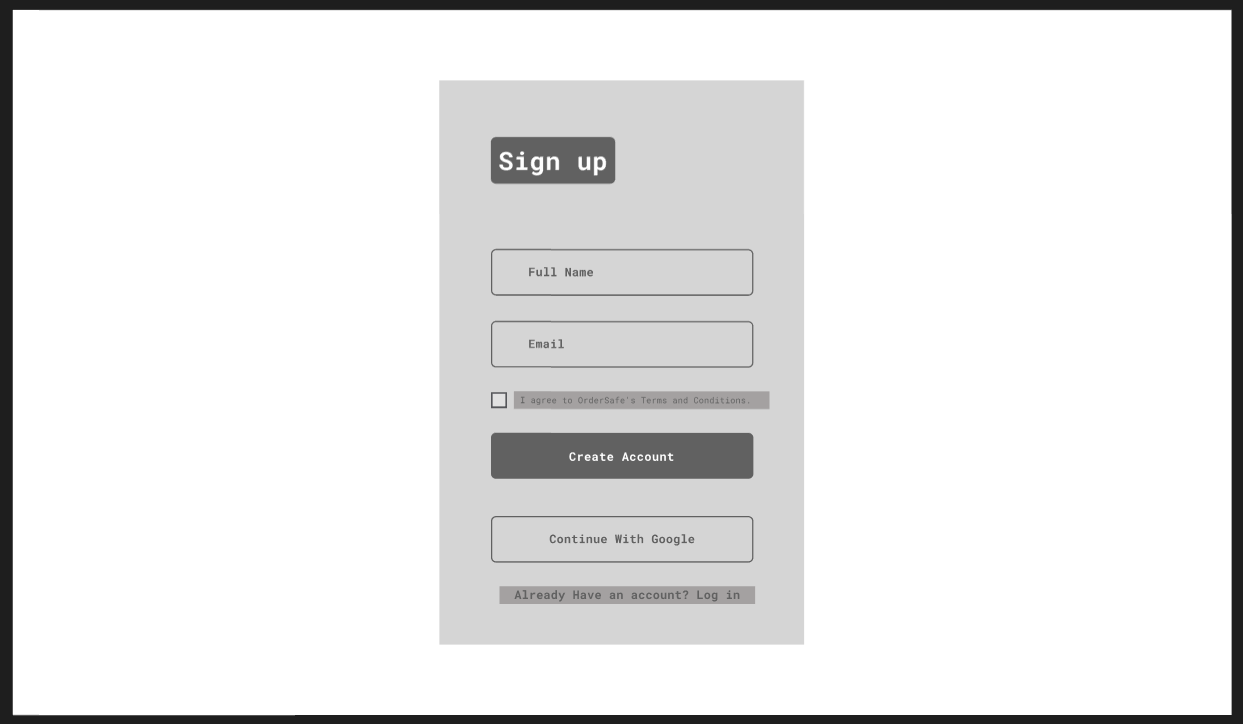 Sign up
Full Name
Email
I agree to OrderSafe's Terms and Conditions.
Create Account
Continue With Google
Already Have an account? Log in